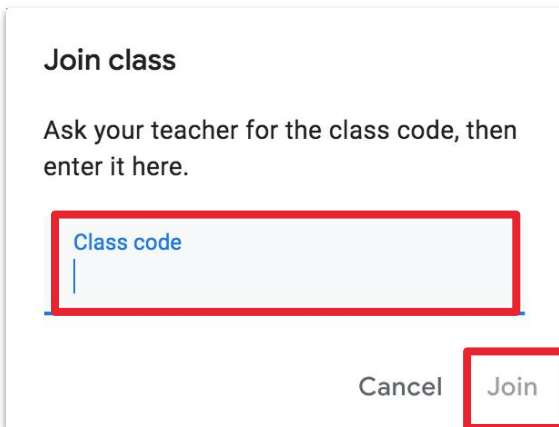 Join class
Ask your teacher for the class code, then
enter it here.
Class code
Cancel Join